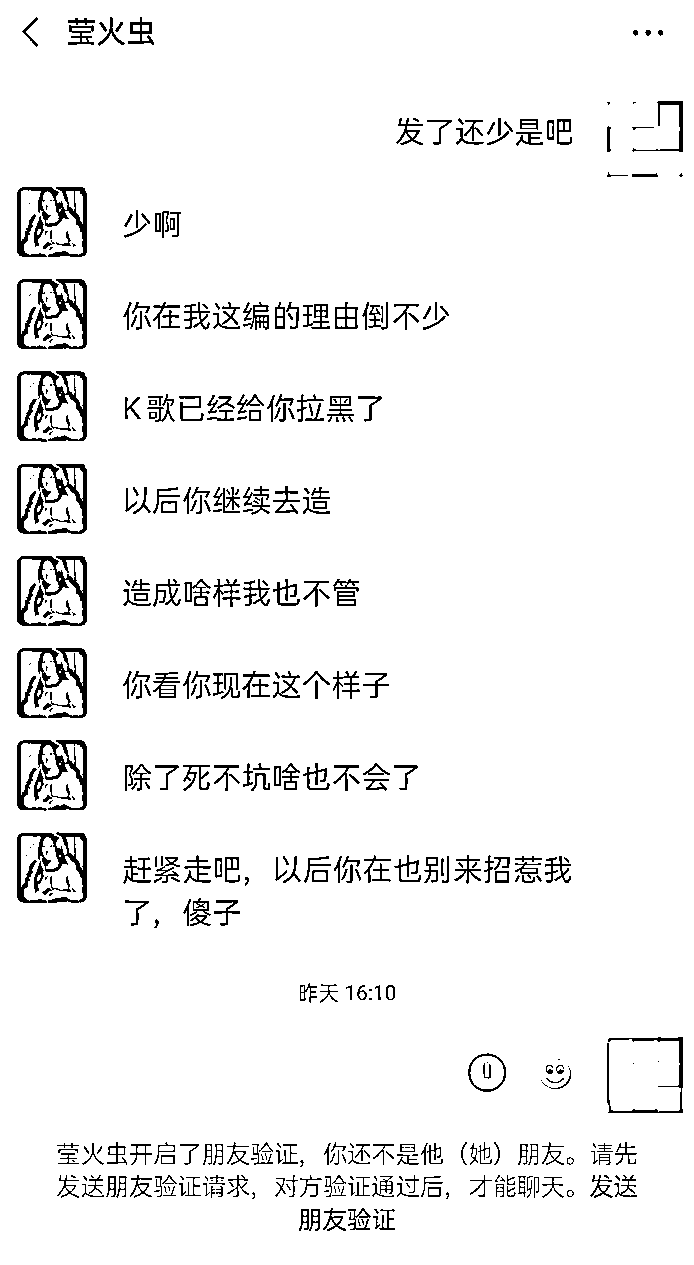 莹火虫
发了还少是吧
少啊
你在我这编的理由倒不少
K歌已经给你拉黑了
以后你继续去造
造成啥样我也不管
你看你现在这个样子
除了死不坑啥也不会了
赶紧走吧，以后你在也别来招惹我
了，傻子
昨天 16:10
莹火虫开启了朋友验证，你还不是他（她）朋友。请先
发送朋友验证请求，对方验证通过后，才能聊天。发送
朋友验证